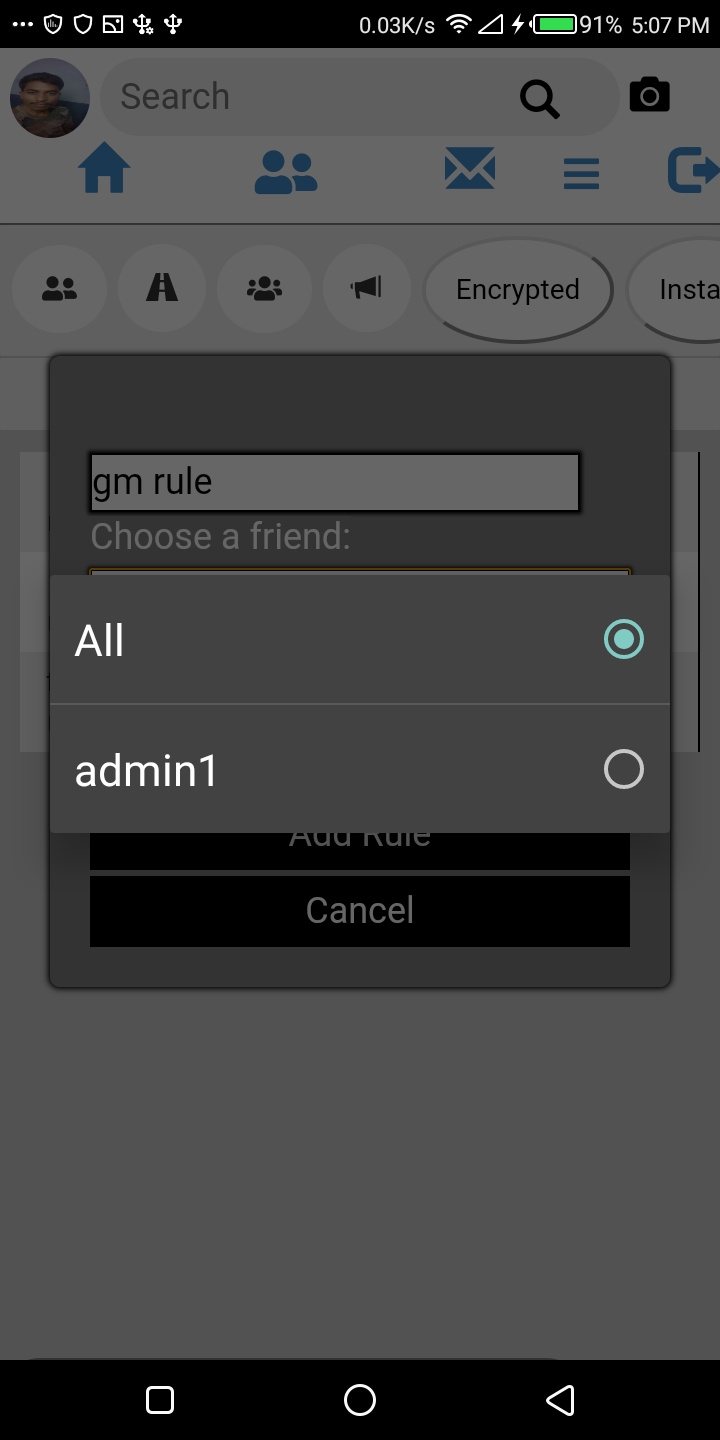 0.03K/s 91% 5:07 PM
Search
Encrypted Insta
gm rule
Choose a friend:
All
admin1
Add Rule
Cancel